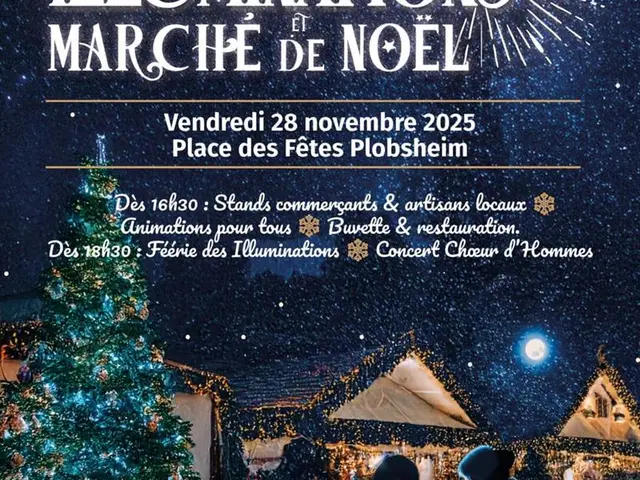 ET
MARCHÉ DE NOËL
Vendredi 28 novembre 2025
Place des Fêtes Plobsheim
Dès 16h30 : Stands commerçants & artisans locaux
Animations pour tous Buvette & restauration.
Dès 18h30 : Féérie des Illuminations Concert Chœur d'Hommes